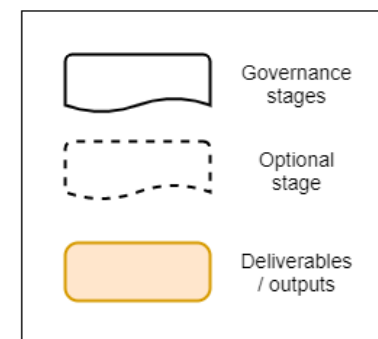 Governance
stages
Optional
stage
Deliverables
/ outputs